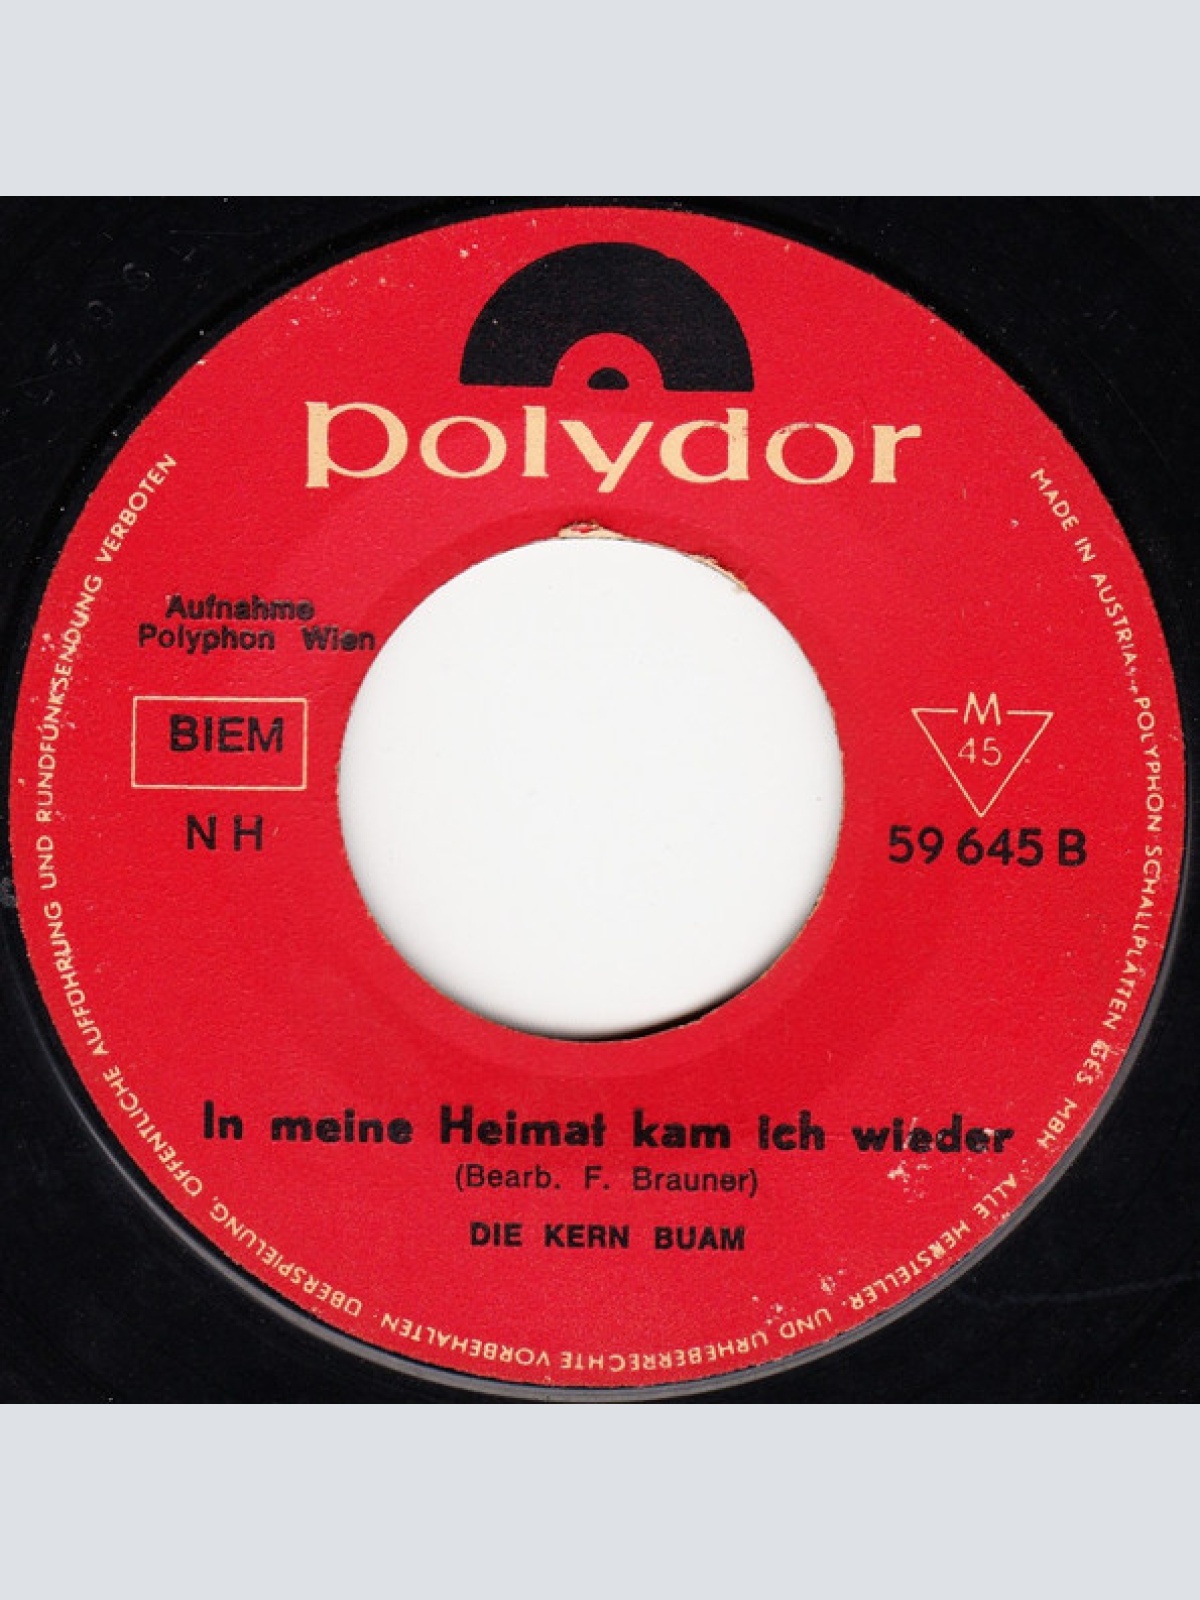 polydor
Aufnahme
Polyphon Wien
BIEM
NH
M
45
59 645 B
In meine Heimat kam ich wieder
(Bearb. F. Brauner)
DIE KERN BUAM
MADE IN AUSTRIA · POLYPHON SCHALLPLATTEN GES. MBH · ALLE HERSTELLER- UND URHEBERRECHTE VORBEHALTEN · ÜBERSPIELUNG, ÖFFENTLICHE AUFFÜHRUNG UND RUNDFUNKSENDUNG VERBOTEN